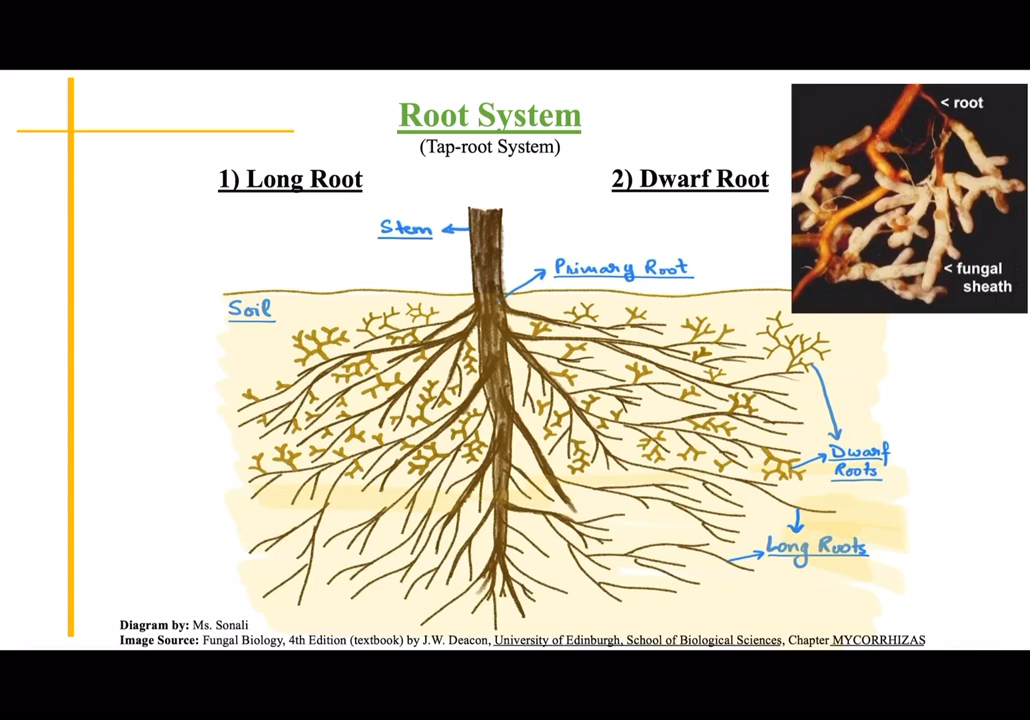 Root System
(Tap-root System)
1) Long Root
2) Dwarf Root
< root
< fungal
sheath
Stem
Primary Root
Soil
Dwarf
Roots
Long Roots
Diagram by: Ms. Sonali
Image Source: Fungal Biology, 4th Edition (textbook) by J.W. Deacon, University of Edinburgh, School of Biological Sciences, Chapter MYCORRHIZAS